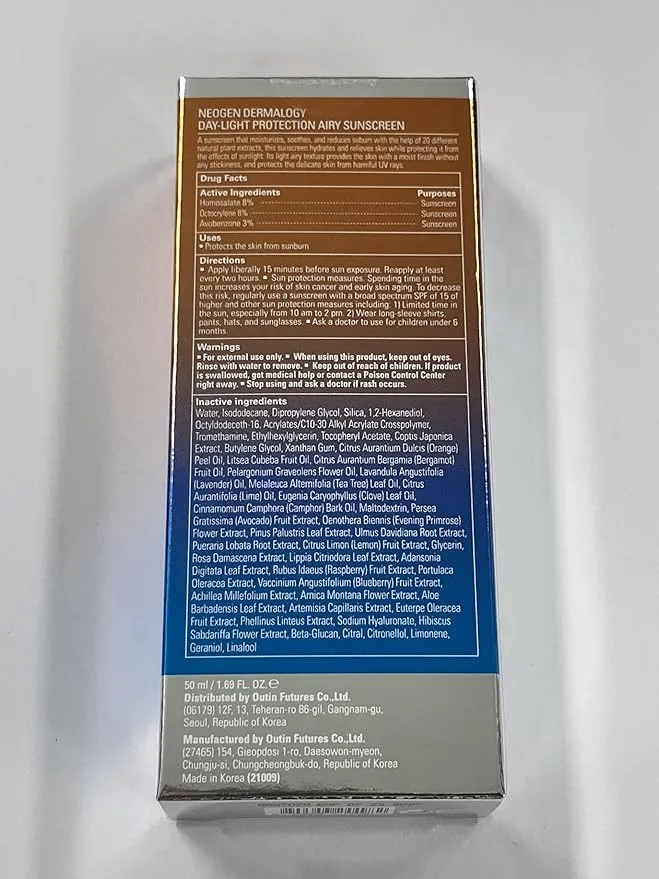 NEOGEN DERMALOGY
DAY-LIGHT PROTECTION AIRY SUNSCREEN
A sunscreen that moisturizes, soothes, and reduces sebum with the help of 20 different
natural plant extracts, this sunscreen hydrates and relieves skin while protecting it from
the effects of sunlight. Its light airy texture provides the skin with a moist finish without
any stickiness, and protects the delicate skin from harmful UV rays.
Drug Facts
Active Ingredients Purposes
Homosalate 8% Sunscreen
Octocrylene 8% Sunscreen
Avobenzone 3% Sunscreen
Uses
▪ Protects the skin from sunburn
Directions
▪ Apply liberally 15 minutes before sun exposure. Reapply at least
every two hours. ▪ Sun protection measures. Spending time in the
sun increases your risk of skin cancer and early skin aging. To decrease
this risk, regularly use a sunscreen with a broad spectrum SPF of 15 of
higher and other sun protection measures including: 1) Limited time in
the sun, especially from 10 am to 2 pm. 2) Wear long-sleeve shirts,
pants, hats, and sunglasses. ▪ Ask a doctor to use for children under 6
months.
Warnings
▪ For external use only. ▪ When using this product, keep out of eyes.
Rinse with water to remove. ▪ Keep out of reach of children. If product
is swallowed, get medical help or contact a Poison Control Center
right away. ▪ Stop using and ask a doctor if rash occurs.
Inactive ingredients
Water, Isododecane, Dipropylene Glycol, Silica, 1,2-Hexanediol,
Octyldodeceth-16, Acrylates/C10-30 Alkyl Acrylate Crosspolymer,
Tromethamine, Ethylhexylglycerin, Tocopheryl Acetate, Coptis Japonica
Extract, Butylene Glycol, Xanthan Gum, Citrus Aurantium Dulcis (Orange)
Peel Oil, Litsea Cubeba Fruit Oil, Citrus Aurantium Bergamia (Bergamot)
Fruit Oil, Pelargonium Graveolens Flower Oil, Lavandula Angustifolia
(Lavender) Oil, Melaleuca Alternifolia (Tea Tree) Leaf Oil, Citrus
Aurantifolia (Lime) Oil, Eugenia Caryophyllus (Clove) Leaf Oil,
Cinnamomum Camphora (Camphor) Bark Oil, Maltodextrin, Persea
Gratissima (Avocado) Fruit Extract, Oenothera Biennis (Evening Primrose)
Flower Extract, Pinus Palustris Leaf Extract, Ulmus Davidiana Root Extract,
Pueraria Lobata Root Extract, Citrus Limon (Lemon) Fruit Extract, Glycerin,
Rosa Damascena Extract, Lippia Citriodora Leaf Extract, Adansonia
Digitata Leaf Extract, Rubus Idaeus (Raspberry) Fruit Extract, Portulaca
Oleracea Extract, Vaccinium Angustifolium (Blueberry) Fruit Extract,
Achillea Millefolium Extract, Arnica Montana Flower Extract, Aloe
Barbadensis Leaf Extract, Artemisia Capillaris Extract, Euterpe Oleracea
Fruit Extract, Phellinus Linteus Extract, Sodium Hyaluronate, Hibiscus
Sabdariffa Flower Extract, Beta-Glucan, Citral, Citronellol, Limonene,
Geraniol, Linalool
50 ml / 1.69 FL. OZ.℮
Distributed by Outin Futures Co.,Ltd.
(06179) 12F, 13, Teheran-ro 86-gil, Gangnam-gu,
Seoul, Republic of Korea
Manufactured by Outin Futures Co.,Ltd.
(27465) 154, Gieopdosi 1-ro, Daesowon-myeon,
Chungju-si, Chungcheongbuk-do, Republic of Korea
Made in Korea (21009)